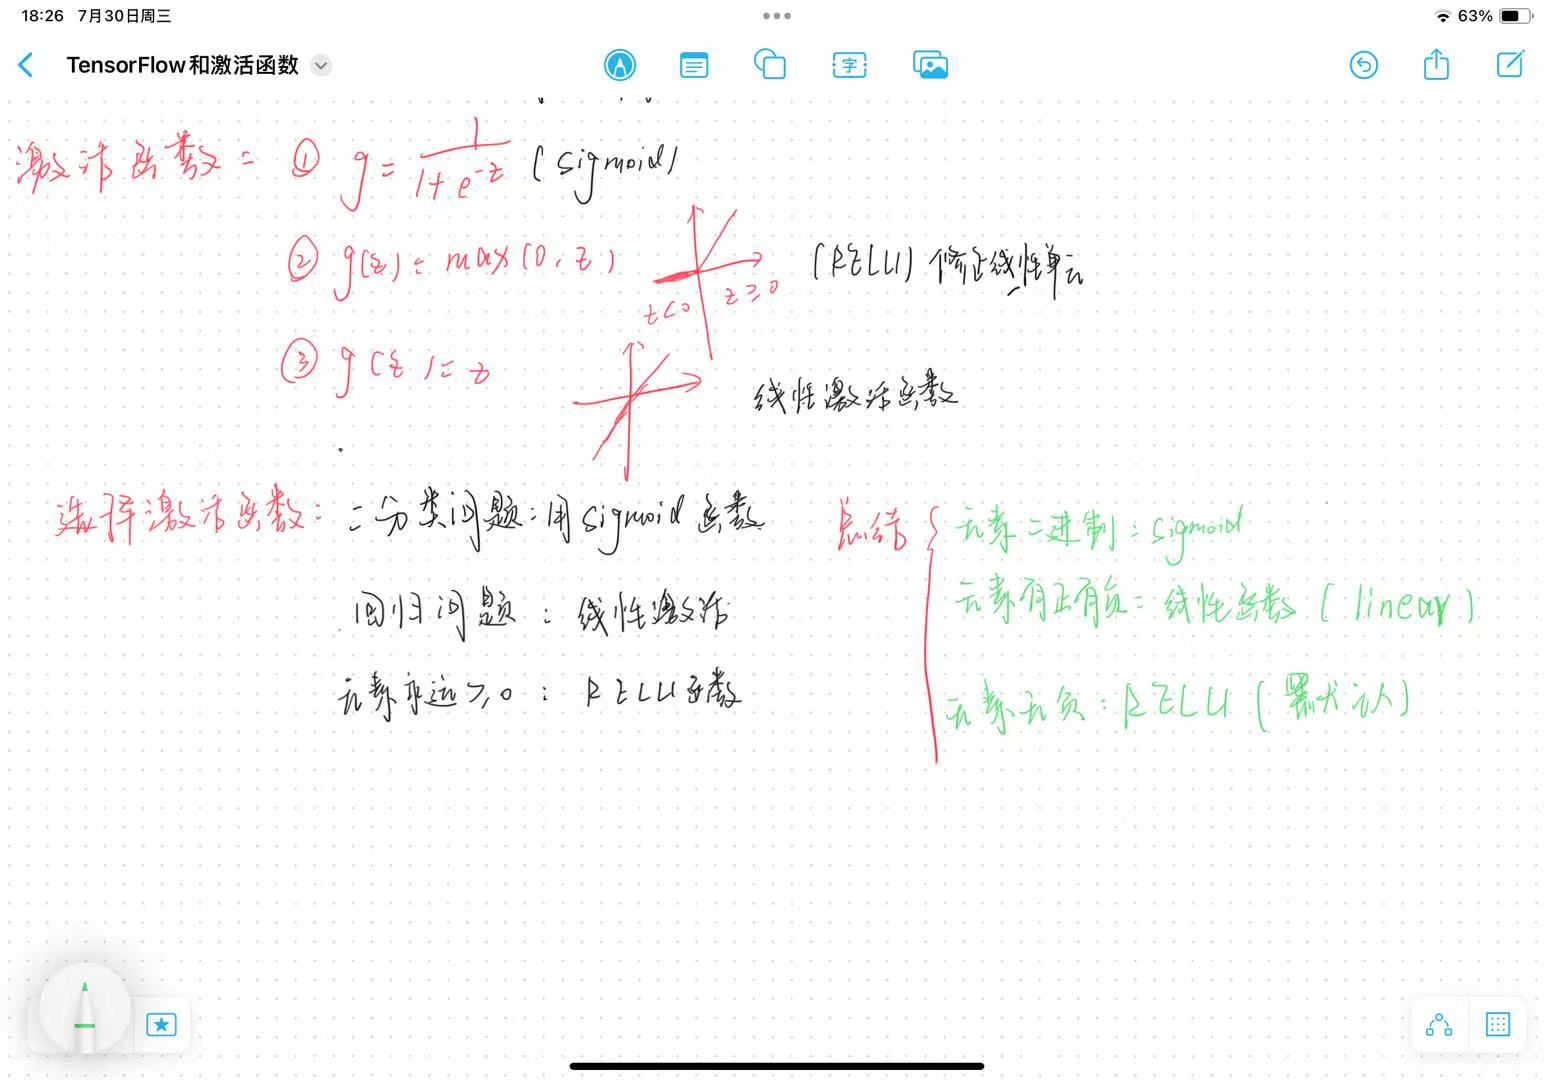 18:26 7月30日周三
63%
TensorFlow和激活函数
字
激活函数: ① g = 1/(1+e^-z) (sigmoid)
② g(z) = max(0, z) z<0 z≥0 (RELU) 修正线性单元
③ g(z) = z 线性激活函数
选择激活函数: 二分类问题: 用sigmoid函数
回归问题: 线性激活
元素永远≥0: RELU函数
总结
元素二进制: sigmoid
元素有正有负: 线性函数 (linear)
元素无负: RELU (默认)